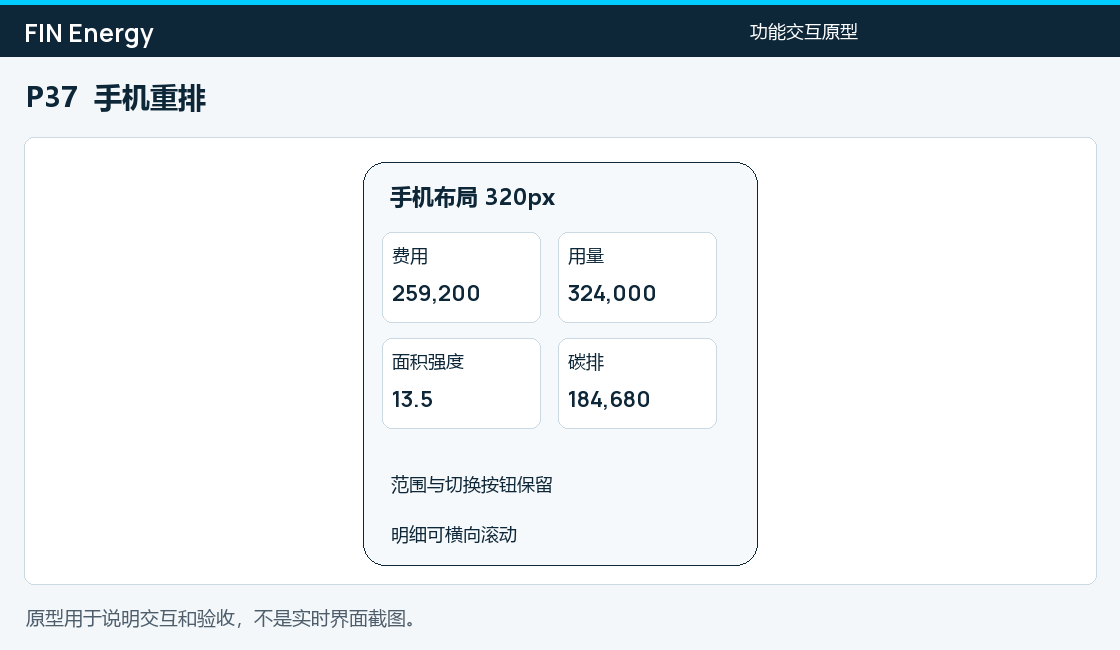 FIN Energy
功能交互原型
P37 手机重排
手机布局 320px
费用
用量
259,200
324,000
面积强度
碳排
13.5
184,680
范围与切换按钮保留
明细可横向滚动
原型用于说明交互和验收，不是实时界面截图。